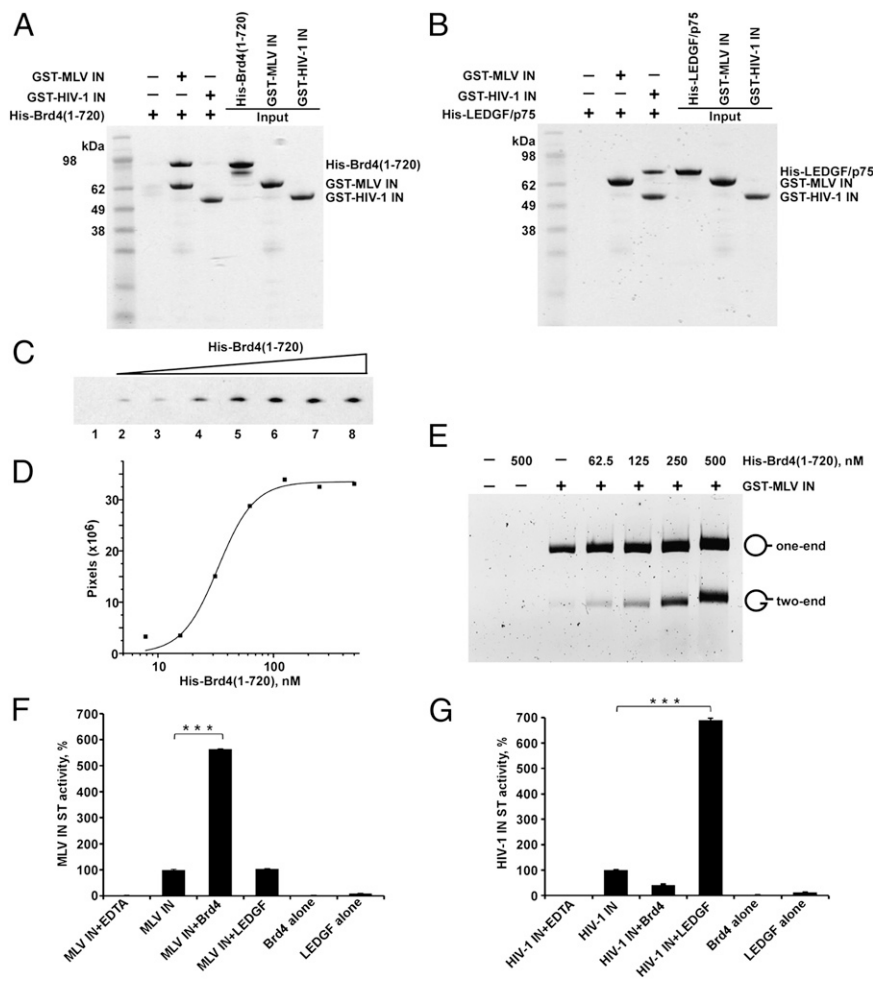 A
GST-MLV IN − + −
GST-HIV-1 IN − − +
His-Brd4(1-720) + + +
His-Brd4(1-720)
GST-MLV IN
GST-HIV-1 IN
Input
kDa
98
62
49
38
His-Brd4(1-720)
GST-MLV IN
GST-HIV-1 IN
B
GST-MLV IN − + −
GST-HIV-1 IN − − +
His-LEDGF/p75 + + +
His-LEDGF/p75
GST-MLV IN
GST-HIV-1 IN
Input
kDa
98
62
49
38
His-LEDGF/p75
GST-MLV IN
GST-HIV-1 IN
C
His-Brd4(1-720)
1 2 3 4 5 6 7 8
D
Pixels (x10⁶)
30
20
10
0
10 100
His-Brd4(1-720), nM
E
− 500 − 62.5 125 250 500 His-Brd4(1-720), nM
− − + + + + + GST-MLV IN
one-end
two-end
F
MLV IN ST activity, %
700
600
500
400
300
200
100
0
* * *
MLV IN+EDTA
MLV IN
MLV IN+Brd4
MLV IN+LEDGF
Brd4 alone
LEDGF alone
G
HIV-1 IN ST activity, %
700
600
500
400
300
200
100
0
* * *
HIV-1 IN+EDTA
HIV-1 IN
HIV-1 IN+Brd4
HIV-1 IN+LEDGF
Brd4 alone
LEDGF alone